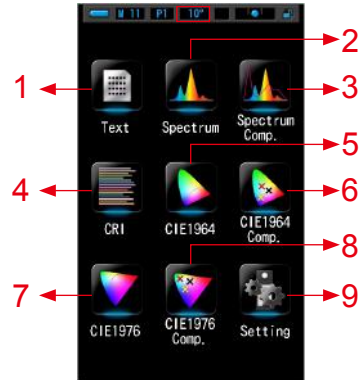 M 11 P1 10°
2
1
3
Text Spectrum Spectrum
Comp.
5
4
6
CRI CIE1964 CIE1964
Comp.
8
7
9
CIE1976 CIE1976
Comp. Setting